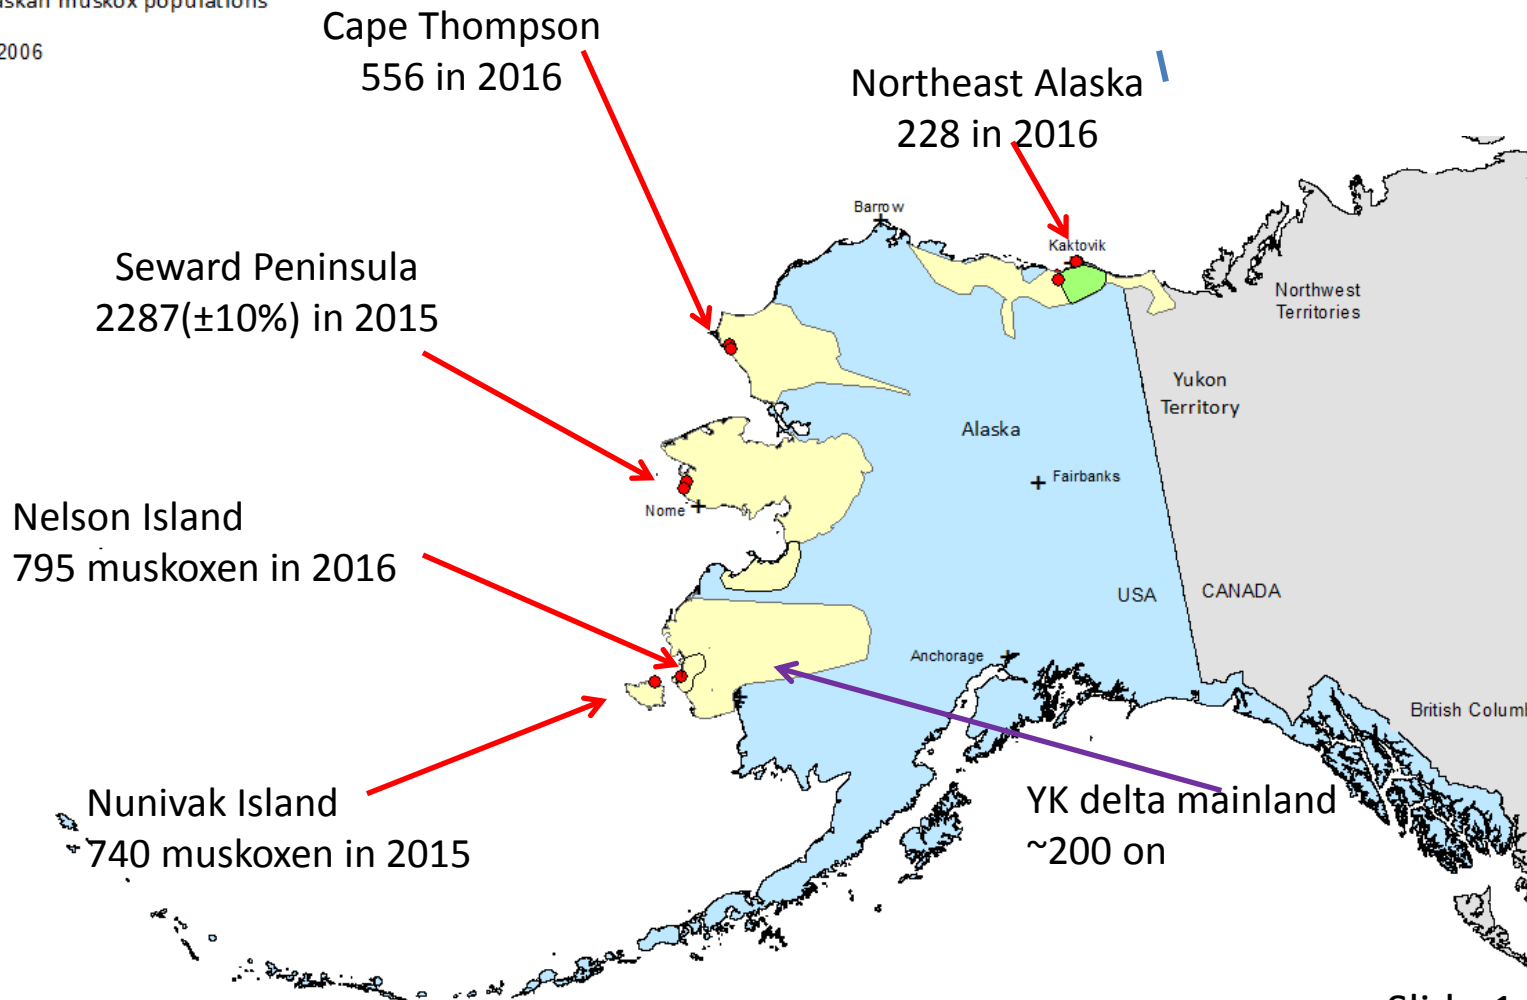 muskox populations
2006
Cape Thompson
556 in 2016
Northeast Alaska
228 in 2016
Barrow
Kaktovik
Seward Peninsula
2287(±10%) in 2015
Northwest
Territories
Yukon
Territory
Alaska
Fairbanks
Nome
Nelson Island
795 muskoxen in 2016
USA
CANADA
Anchorage
British
Nunivak Island
740 muskoxen in 2015
YK delta mainland
~200 on